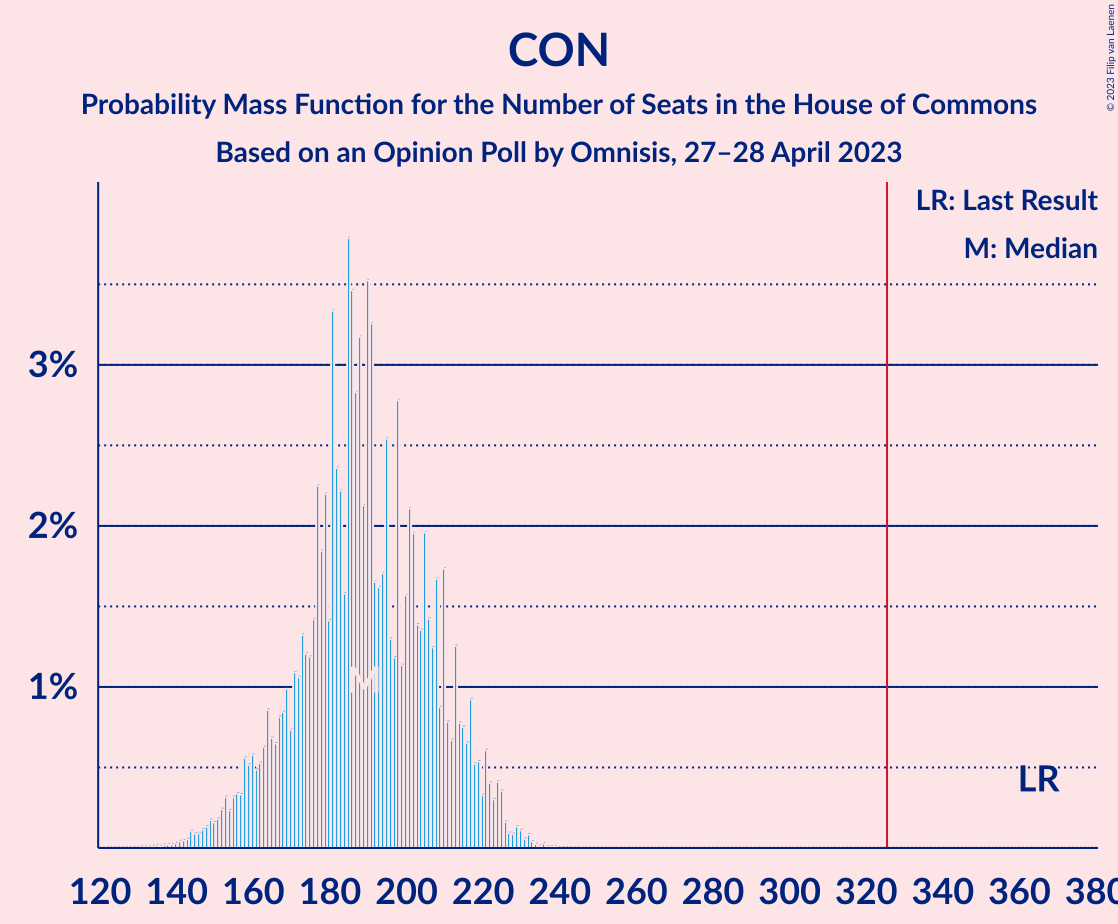 CON
Probability Mass Function for the Number of Seats in the House of Commons
Based on an Opinion Poll by Omnisis, 27–28 April 2023
© 2023 Filip van Laenen
LR: Last Result
M: Median
3%
2%
1%
M
LR
120 140 160 180 200 220 240 260 280 300 320 340 360 380